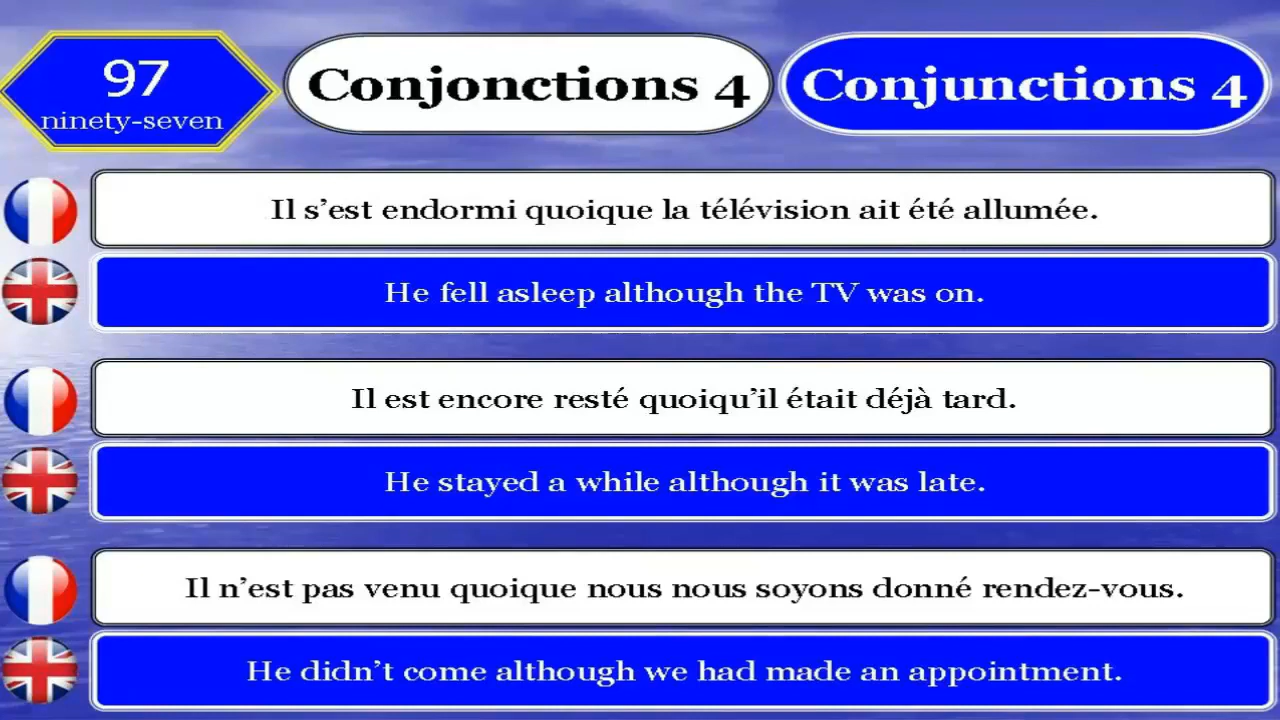 97
ninety-seven
Conjonctions 4
Conjunctions 4
Il s’est endormi quoique la télévision ait été allumée.
He fell asleep although the TV was on.
Il est encore resté quoiqu’il était déjà tard.
He stayed a while although it was late.
Il n’est pas venu quoique nous nous soyons donné rendez-vous.
He didn’t come although we had made an appointment.